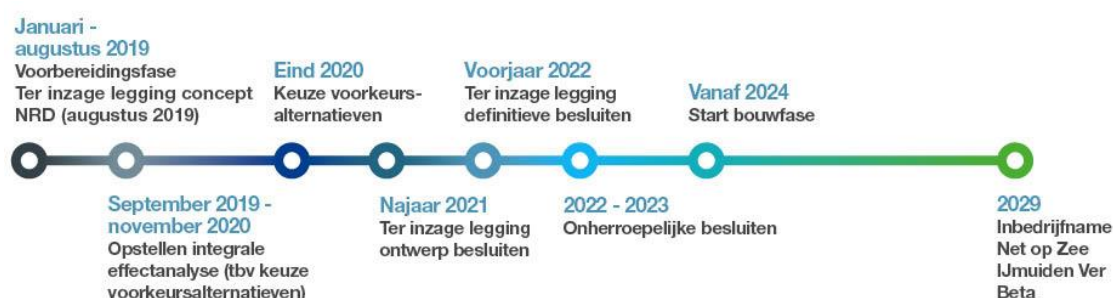 Januari -
augustus 2019
Voorbereidingsfase
Ter inzage legging concept
NRD (augustus 2019)
September 2019 -
november 2020
Opstellen integrale
effectanalyse (tbv keuze
voorkeursalternatieven)
Eind 2020
Keuze voorkeurs-
alternatieven
Najaar 2021
Ter inzage legging
ontwerp besluiten
Voorjaar 2022
Ter inzage legging
definitieve besluiten
2022 - 2023
Onherroepelijke besluiten
Vanaf 2024
Start bouwfase
2029
Inbedrijfname
Net op Zee
IJmuiden Ver
Beta